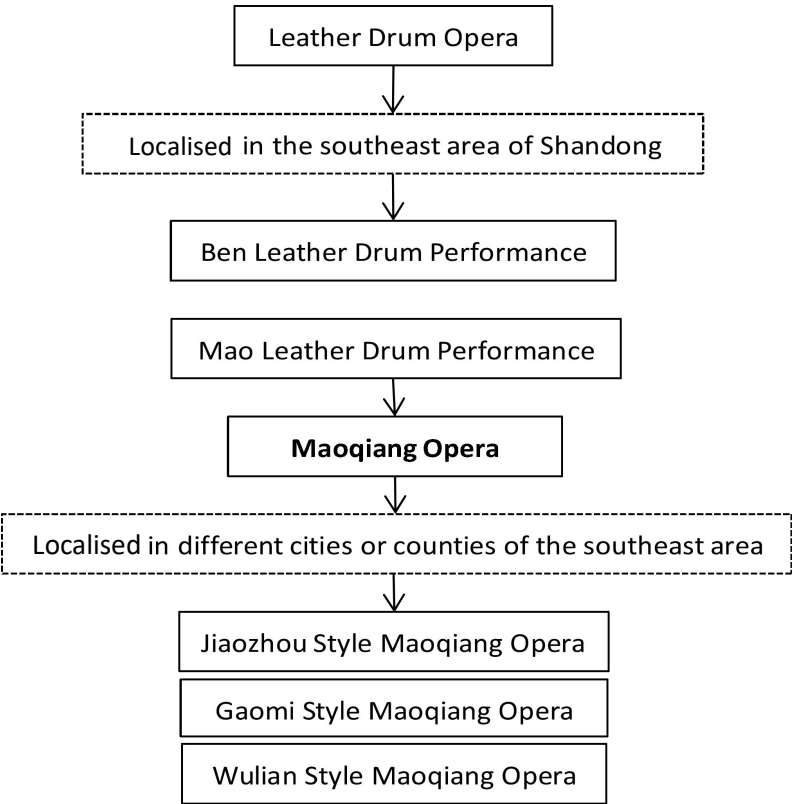 Leather Drum Opera
Localised in the southeast area of Shandong
Ben Leather Drum Performance
Mao Leather Drum Performance
Maoqiang Opera
Localised in different cities or counties of the southeast area
Jiaozhou Style Maoqiang Opera
Gaomi Style Maoqiang Opera
Wulian Style Maoqiang Opera